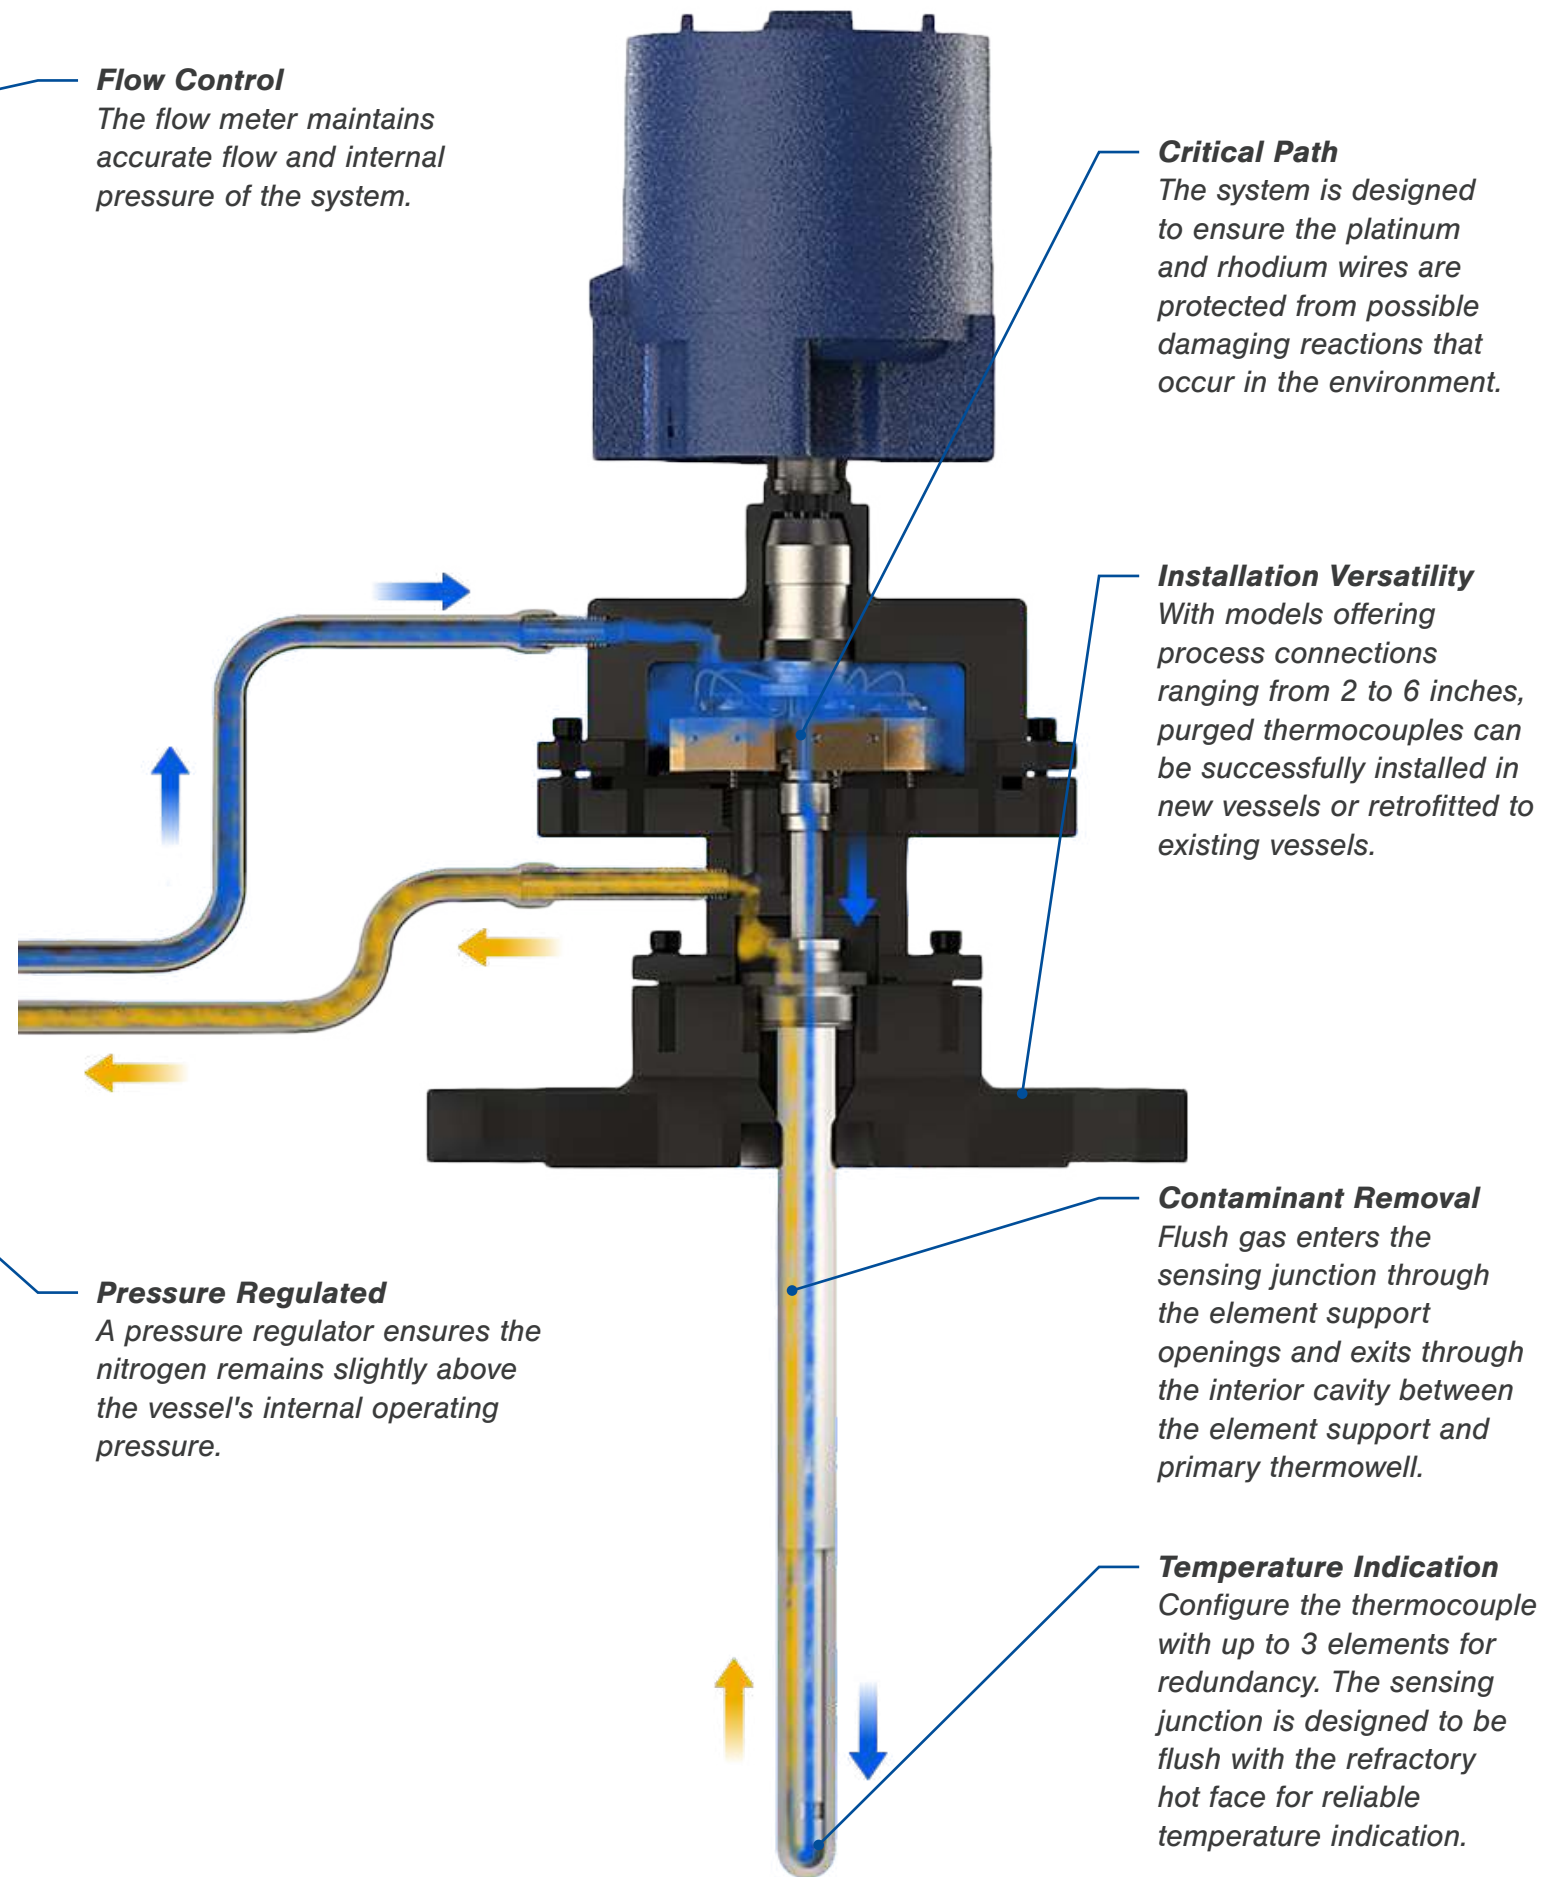 Flow Control
The flow meter maintains
accurate flow and internal
pressure of the system.
Critical Path
The system is designed
to ensure the platinum
and rhodium wires are
protected from possible
damaging reactions that
occur in the environment.
Installation Versatility
With models offering
process connections
ranging from 2 to 6 inches,
purged thermocouples can
be successfully installed in
new vessels or retrofitted to
existing vessels.
Contaminant Removal
Flush gas enters the
sensing junction through
the element support
openings and exits through
the interior cavity between
the element support and
primary thermowell.
Pressure Regulated
A pressure regulator ensures the
nitrogen remains slightly above
the vessel's internal operating
pressure.
Temperature Indication
Configure the thermocouple
with up to 3 elements for
redundancy. The sensing
junction is designed to be
flush with the refractory
hot face for reliable
temperature indication.